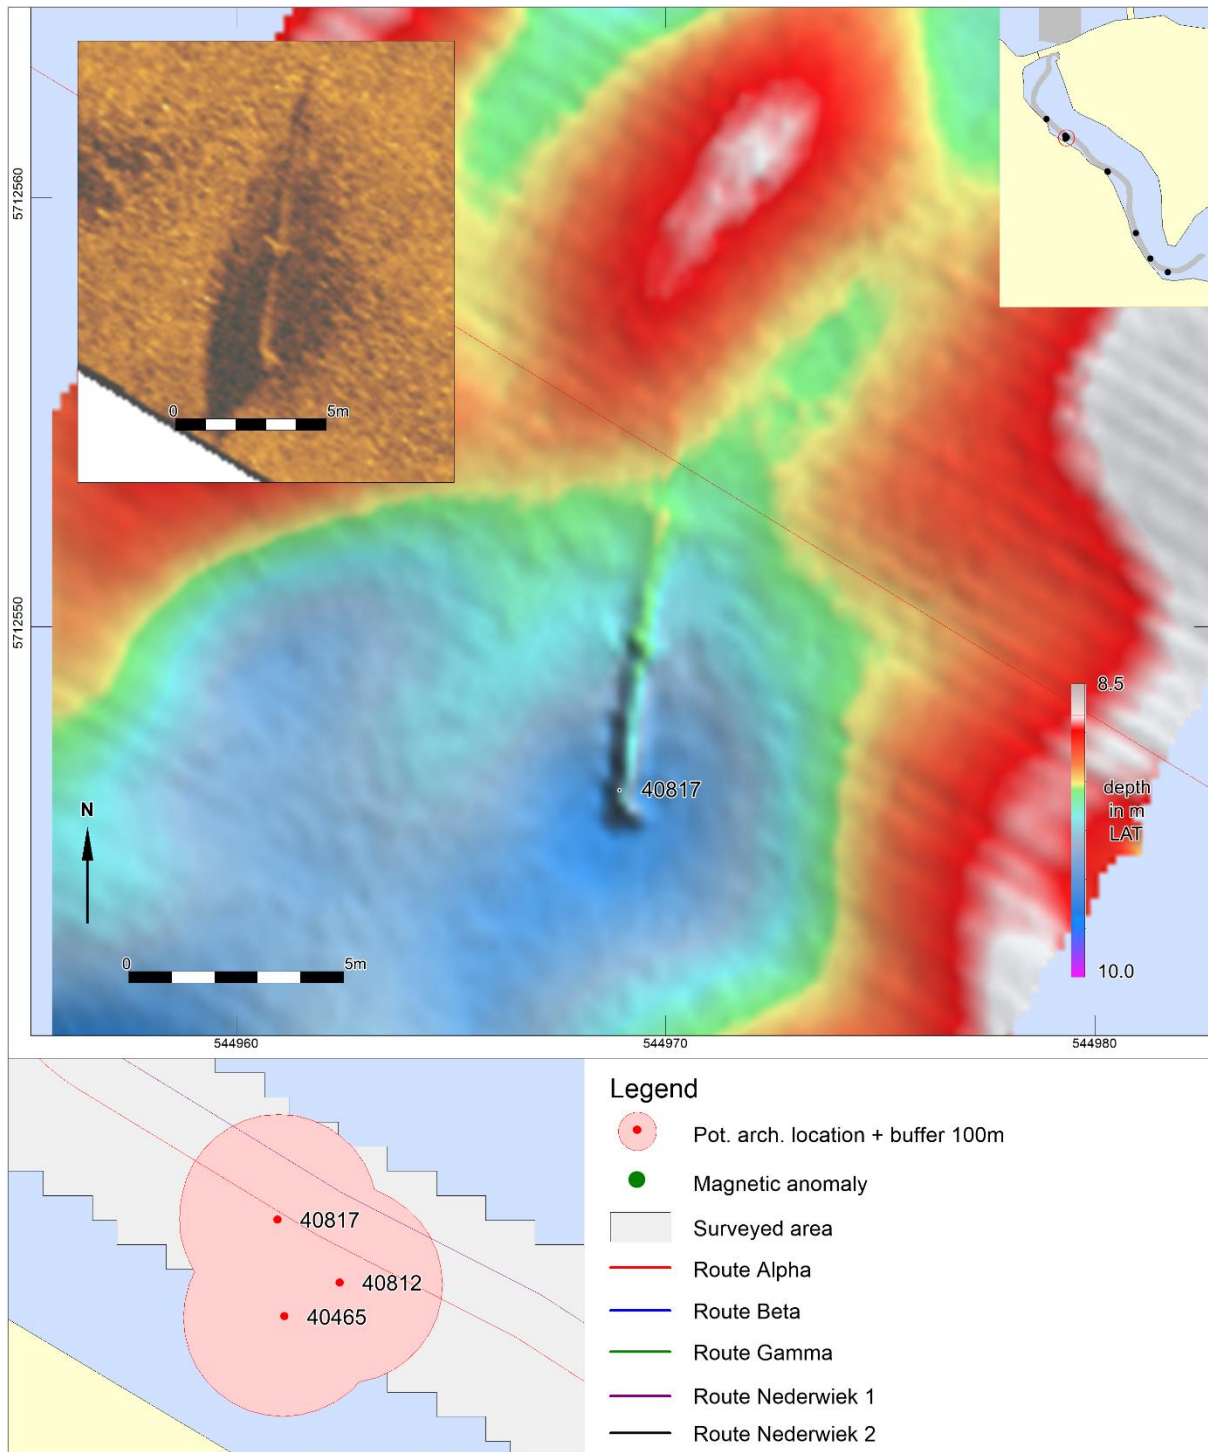 5712560
0
5m
5712550
8.5
depth
in m
LAT
10.0
40817
N
0
5m
544960
544970
544980
40817
40812
40465
Legend
Pot. arch. location + buffer 100m
Magnetic anomaly
Surveyed area
Route Alpha
Route Beta
Route Gamma
Route Nederwiek 1
Route Nederwiek 2